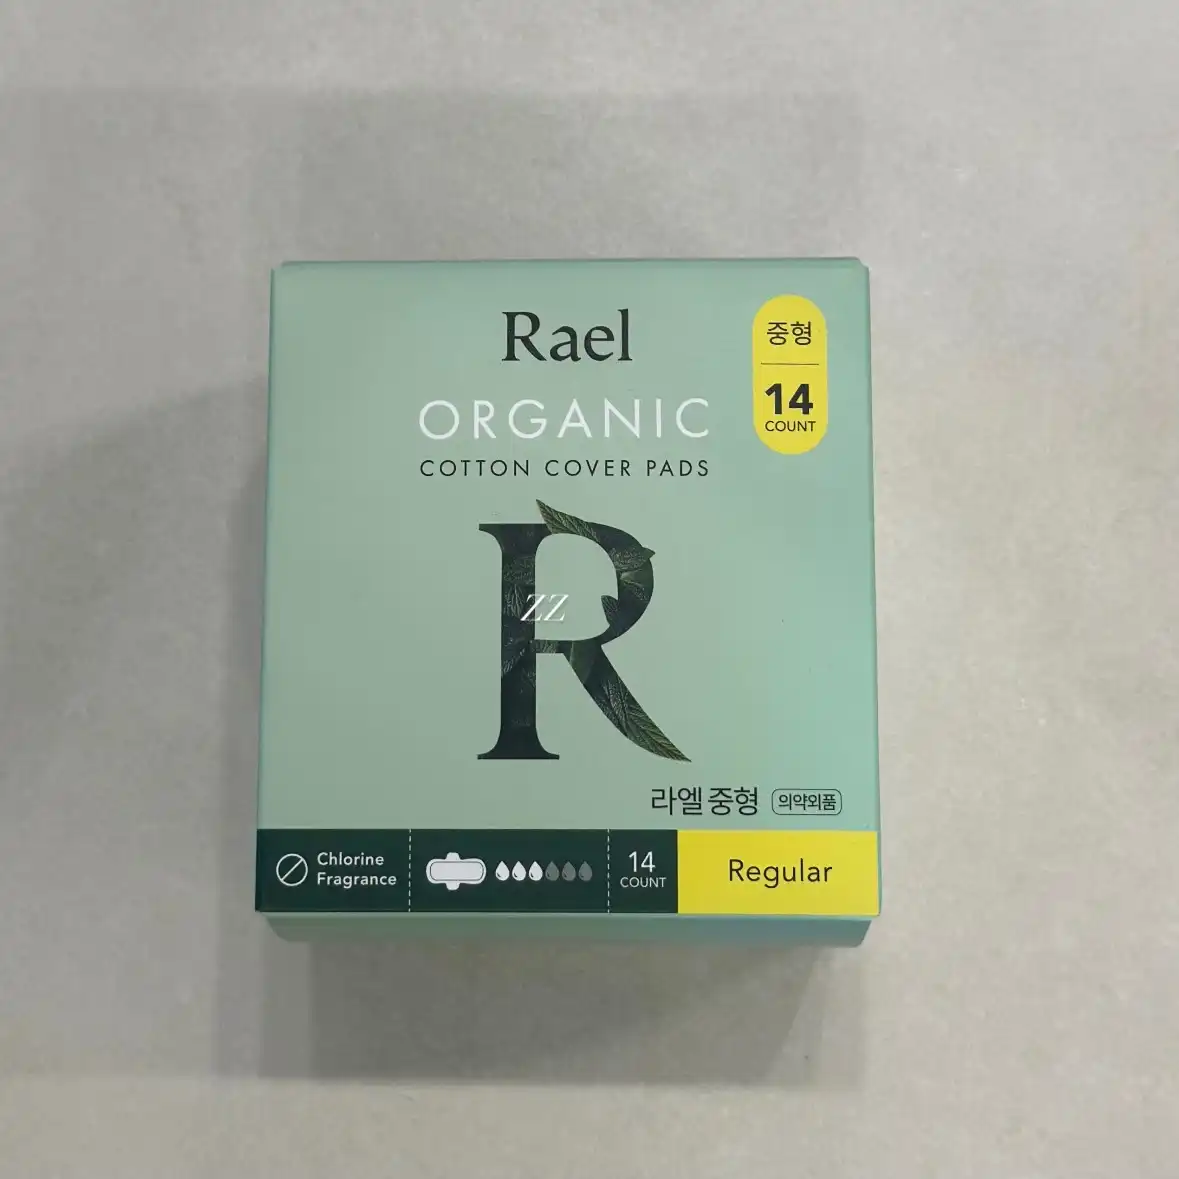 Rael
ORGANIC
COTTON COVER PADS
중형
14
COUNT
R
ZZ
라엘 중형 의약외품
Chlorine
Fragrance
14
COUNT
Regular